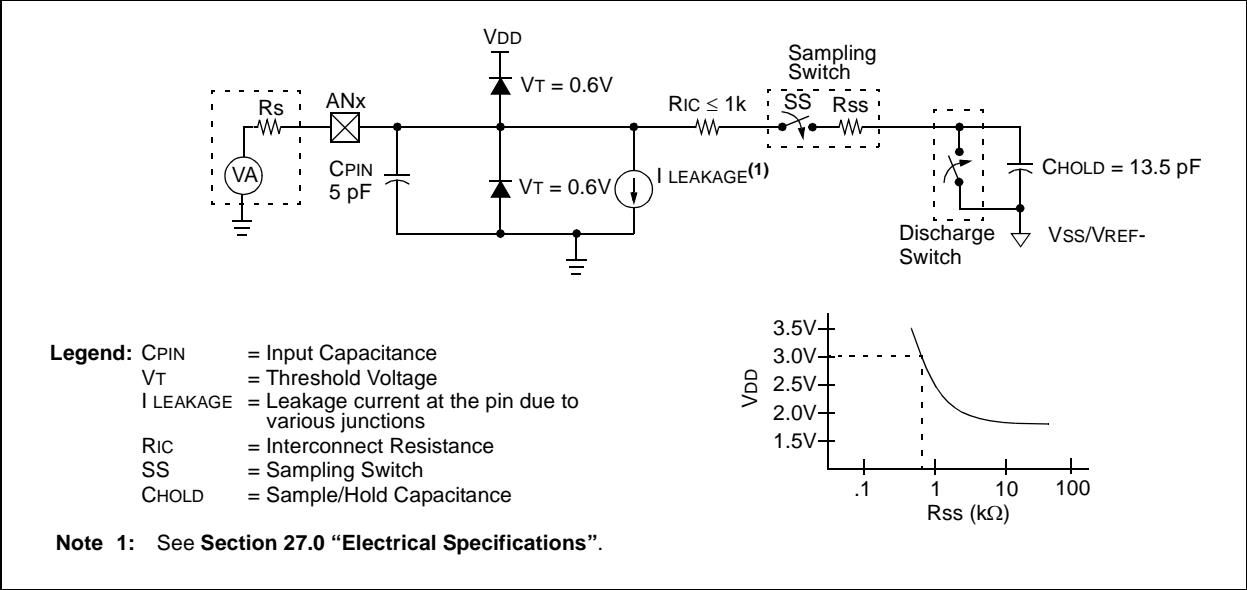 VDD
VT = 0.6V
Sampling
Switch
Rs
ANx
RIC ≤ 1k
SS
Rss
VA
CPIN
5 pF
VT = 0.6V
I LEAKAGE(1)
CHOLD = 13.5 pF
Discharge
Switch
VSS/VREF-
Legend: CPIN = Input Capacitance
VT = Threshold Voltage
I LEAKAGE = Leakage current at the pin due to
various junctions
RIC = Interconnect Resistance
SS = Sampling Switch
CHOLD = Sample/Hold Capacitance
VDD
3.5V
3.0V
2.5V
2.0V
1.5V
.1 1 10 100
Rss (kΩ)
Note 1: See Section 27.0 “Electrical Specifications”.